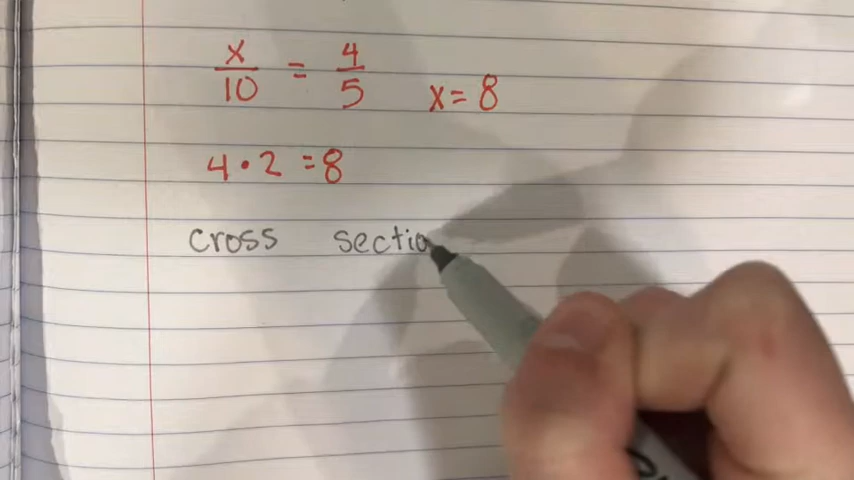 x/10 = 4/5 x = 8
4 • 2 = 8
cross sectio